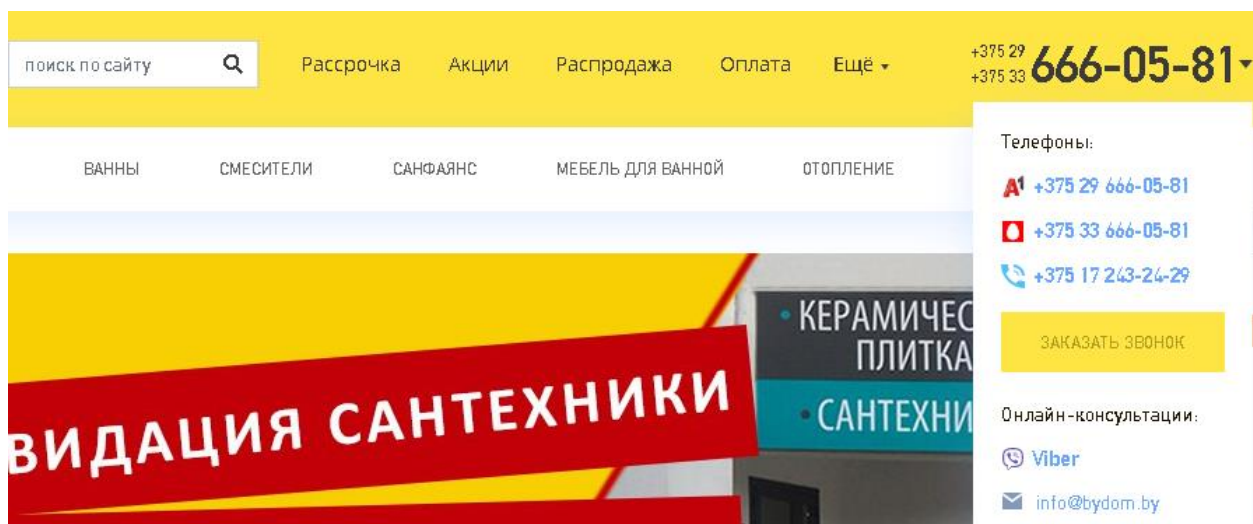 поиск по сайту
Рассрочка
Акции
Распродажа
Оплата
Ещё
+375 29
+375 33
666-05-81
ВАННЫ
СМЕСИТЕЛИ
САНФАЯНС
МЕБЕЛЬ ДЛЯ ВАННОЙ
ОТОПЛЕНИЕ
Телефоны:
A1 +375 29 666-05-81
+375 33 666-05-81
+375 17 243-24-29
ЗАКАЗАТЬ ЗВОНОК
Онлайн-консультации:
Viber
info@bydom.by
ВИДАЦИЯ САНТЕХНИКИ
• КЕРАМИЧЕС
ПЛИТКА
• САНТЕХНИ